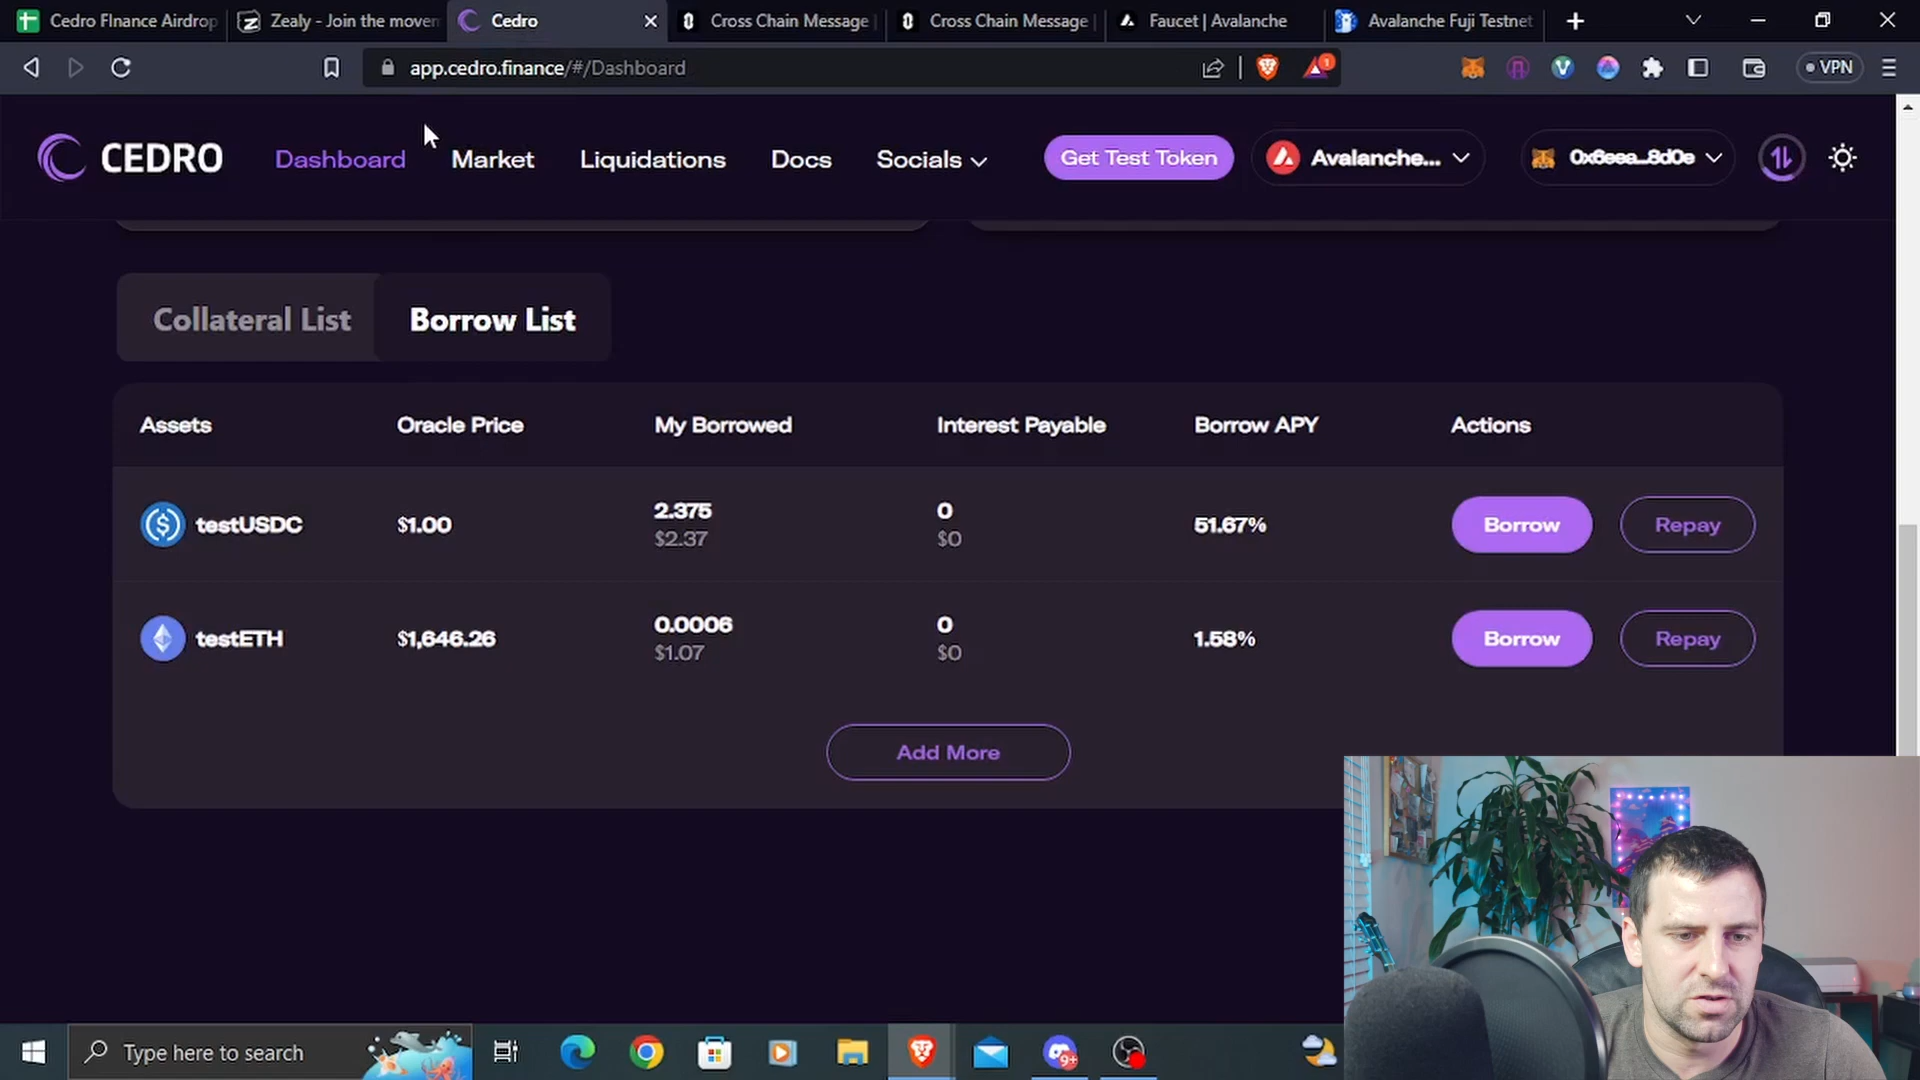 Cedro FInance Airdrop
Zealy - Join the movem
Cedro
Cross Chain Message
Cross Chain Message
Faucet | Avalanche
Avalanche Fuji Testnet
app.cedro.finance/#/Dashboard
1
VPN
CEDRO
Dashboard
Market
Liquidations
Docs
Socials
Get Test Token
Avalanche...
0x6eea...8d0e
Collateral List
Borrow List
Assets
Oracle Price
My Borrowed
Interest Payable
Borrow APY
Actions
testUSDC
$1.00
2.375
$2.37
0
$0
51.67%
Borrow
Repay
testETH
$1,646.26
0.0006
$1.07
0
$0
1.58%
Borrow
Repay
Add More
Type here to search
9+